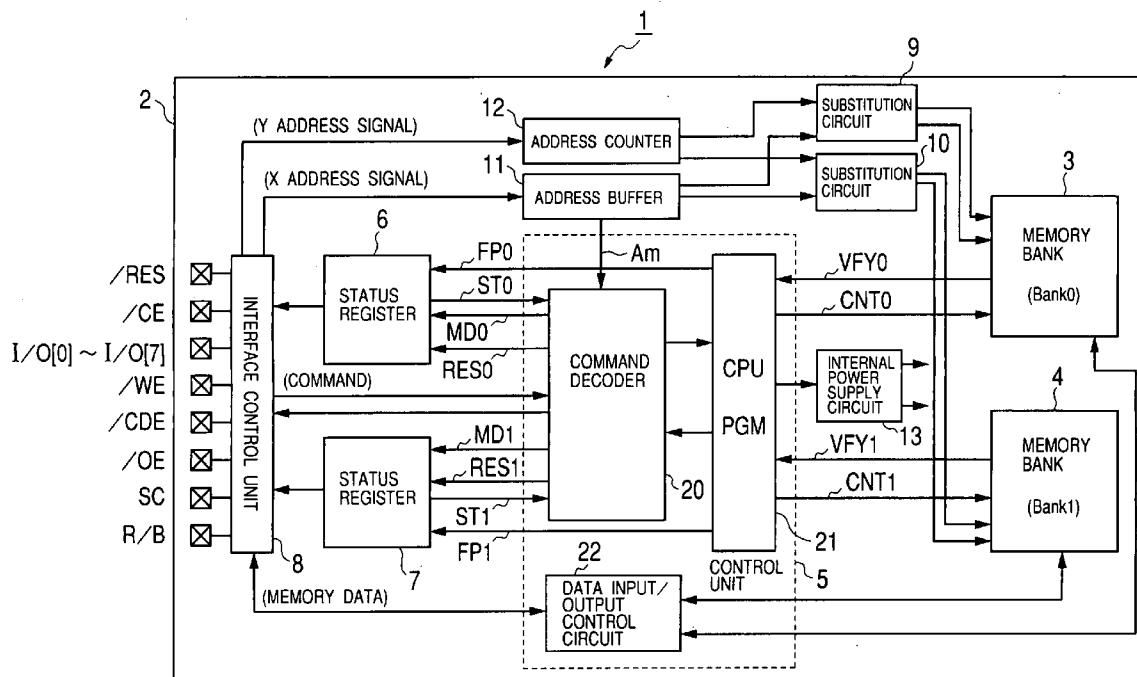 1
2
9
SUBSTITUTION
CIRCUIT
12
(Y ADDRESS SIGNAL)
ADDRESS COUNTER
10
SUBSTITUTION
CIRCUIT
11
(X ADDRESS SIGNAL)
ADDRESS BUFFER
3
MEMORY
BANK
(Bank0)
6
STATUS
REGISTER
FP0
ST0
MD0
RES0
Am
VFY0
CNT0
/RES
/CE
I/O[0] ~ I/O[7]
/WE
/CDE
/OE
SC
R/B
INTERFACE CONTROL UNIT
8
(COMMAND)
COMMAND
DECODER
20
CPU
PGM
21
INTERNAL
POWER
SUPPLY
CIRCUIT
13
4
MEMORY
BANK
(Bank1)
VFY1
CNT1
STATUS
REGISTER
7
MD1
RES1
ST1
FP1
22
CONTROL
UNIT
5
DATA INPUT/
OUTPUT
CONTROL
CIRCUIT
(MEMORY DATA)